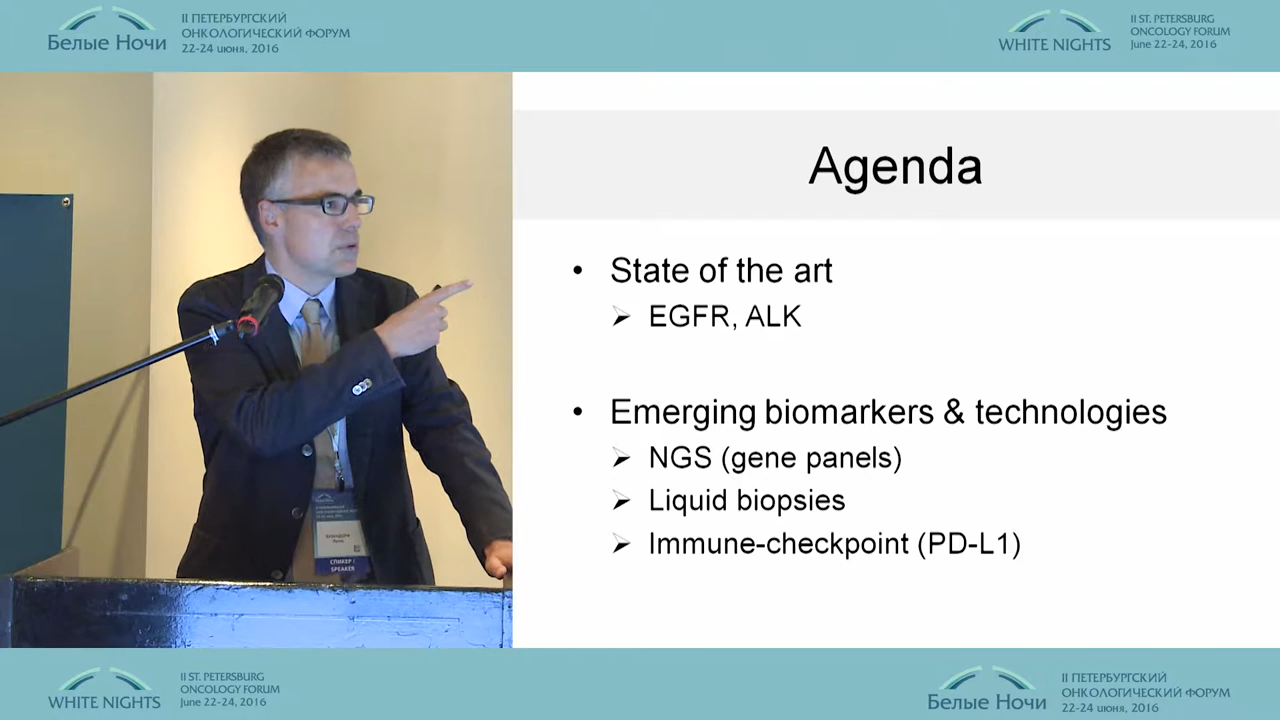 Белые Ночи
II ПЕТЕРБУРГСКИЙ
ОНКОЛОГИЧЕСКИЙ ФОРУМ
22-24 июня, 2016
WHITE NIGHTS
II ST. PETERSBURG
ONCOLOGY FORUM
June 22-24, 2016
Agenda
• State of the art
➢ EGFR, ALK
• Emerging biomarkers & technologies
➢ NGS (gene panels)
➢ Liquid biopsies
➢ Immune-checkpoint (PD-L1)
СПИКЕР /
SPEAKER
WHITE NIGHTS
II ST. PETERSBURG
ONCOLOGY FORUM
June 22-24, 2016
Белые Ночи
II ПЕТЕРБУРГСКИЙ
ОНКОЛОГИЧЕСКИЙ ФОРУМ
22-24 июня, 2016